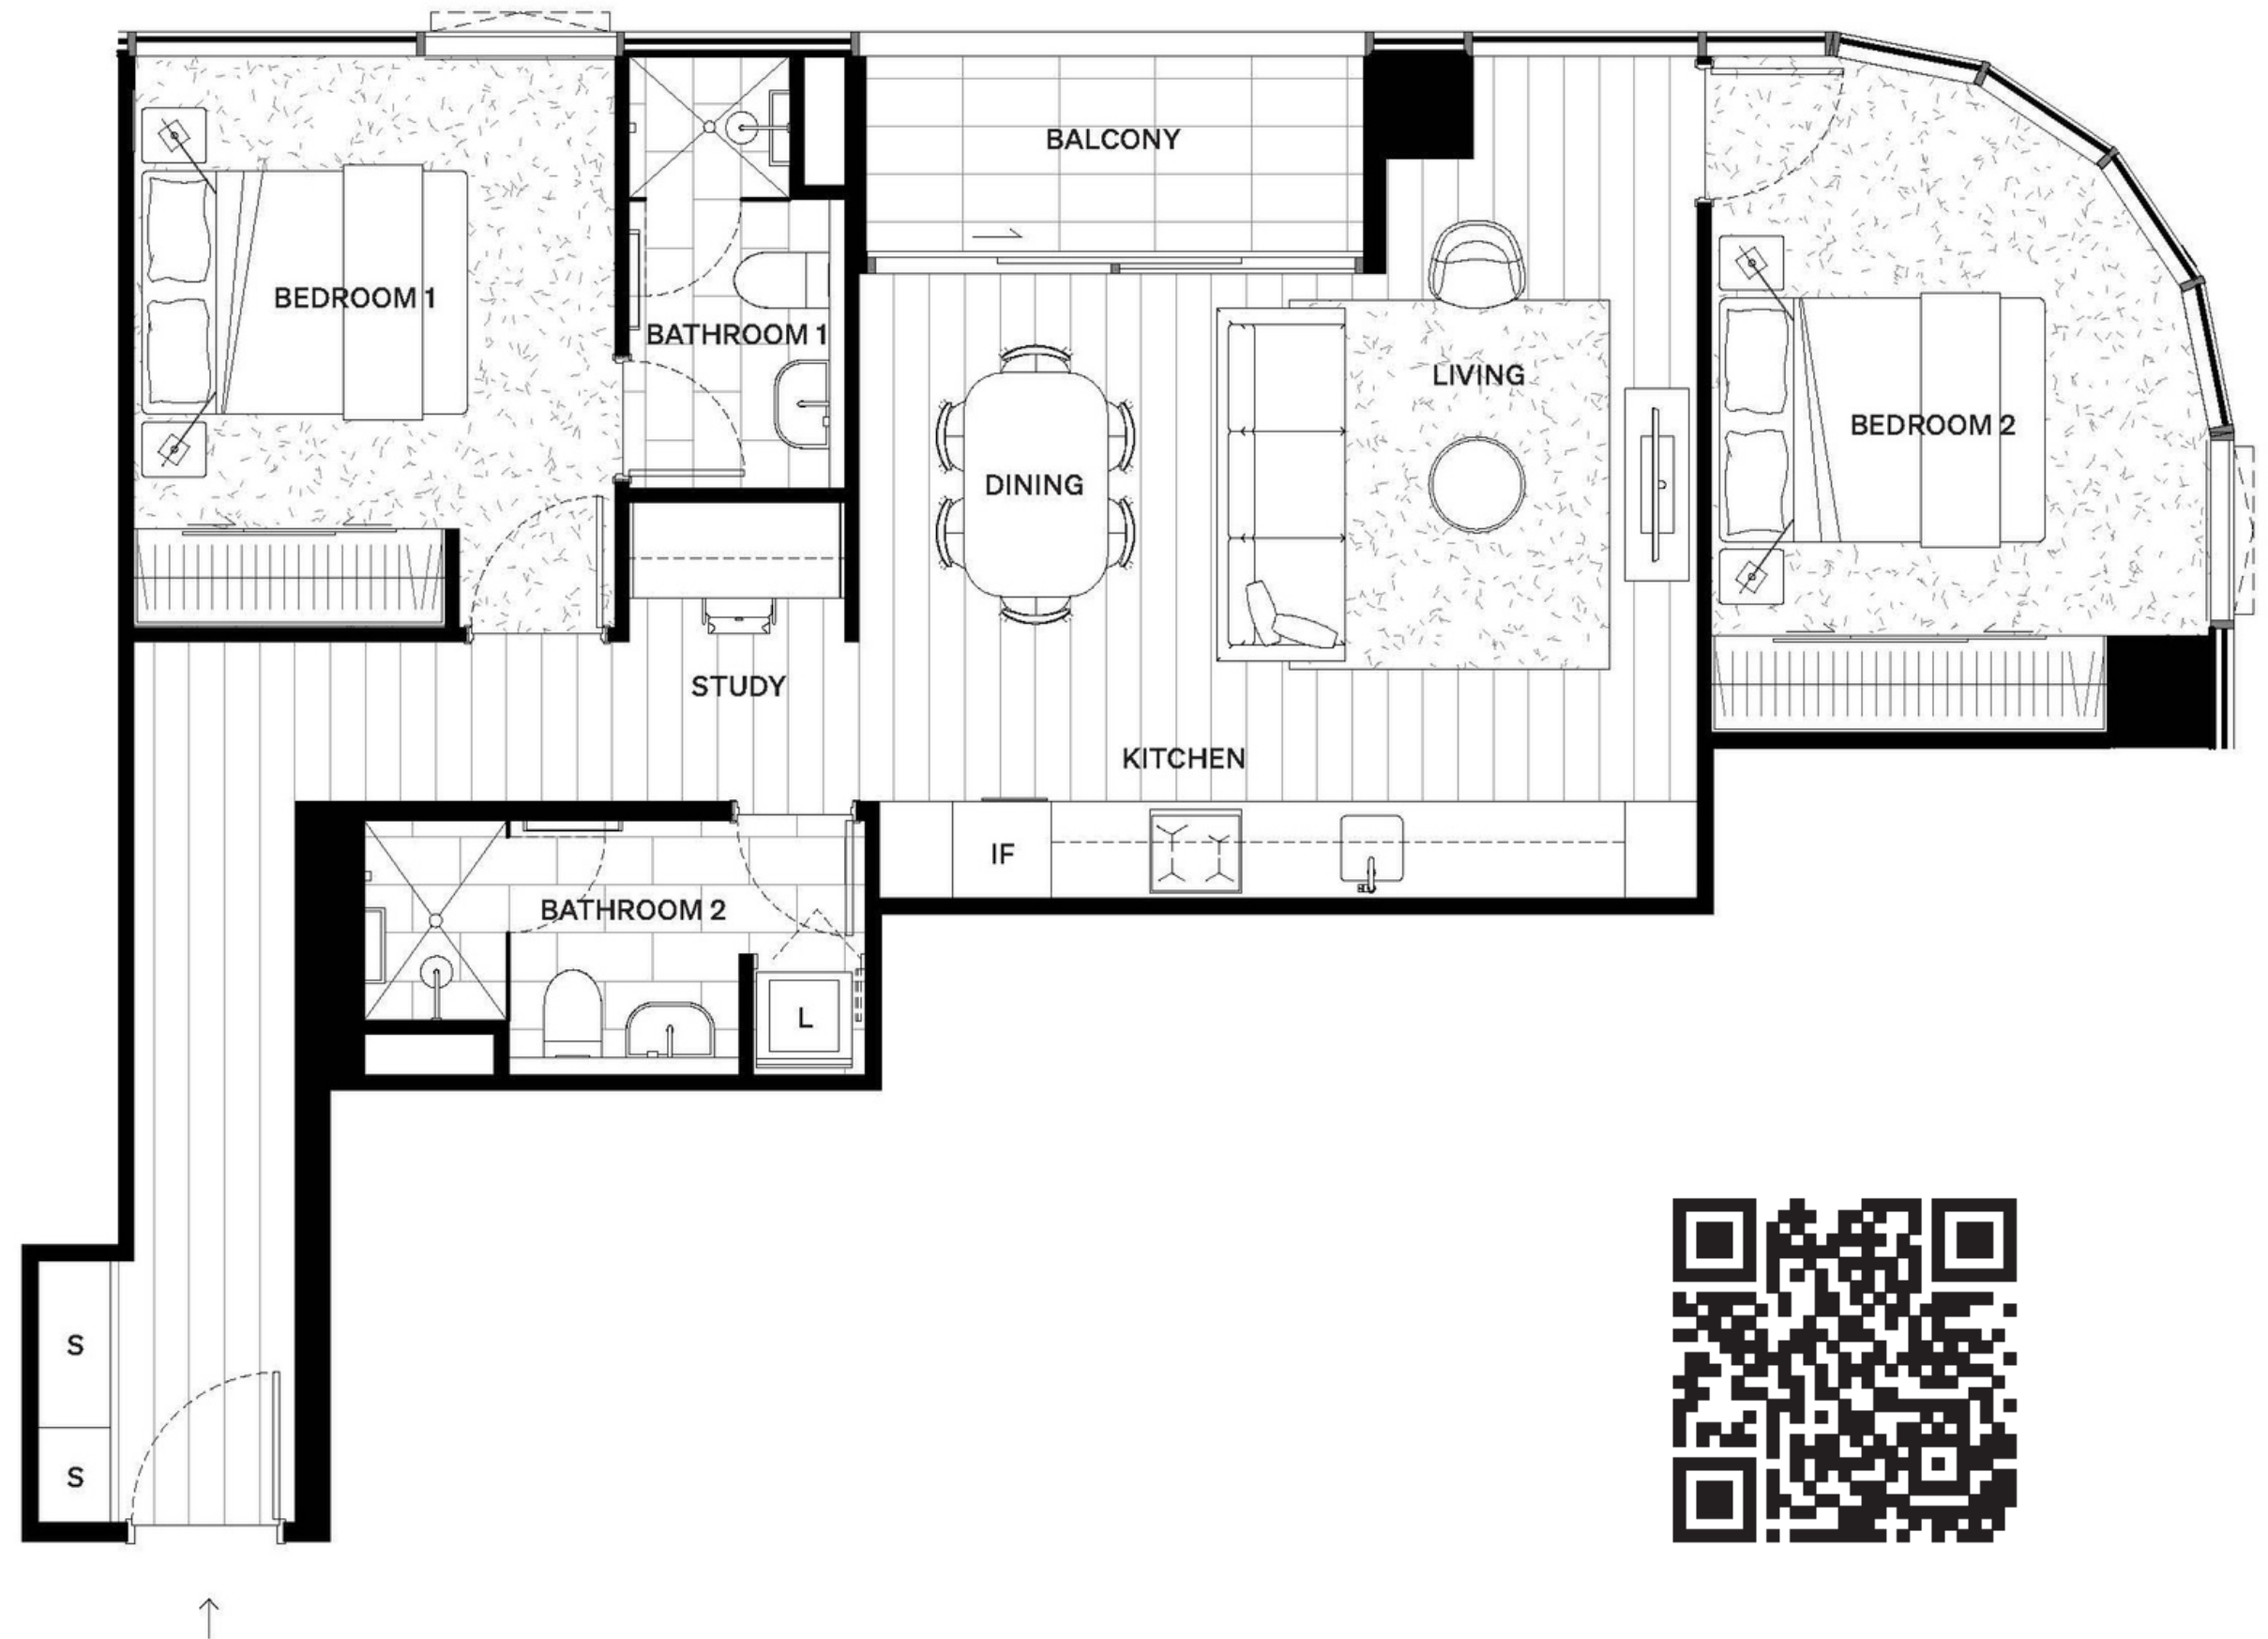 BALCONY
BEDROOM 1
BATHROOM 1
LIVING
BEDROOM 2
DINING
STUDY
KITCHEN
IF
BATHROOM 2
L
S
S